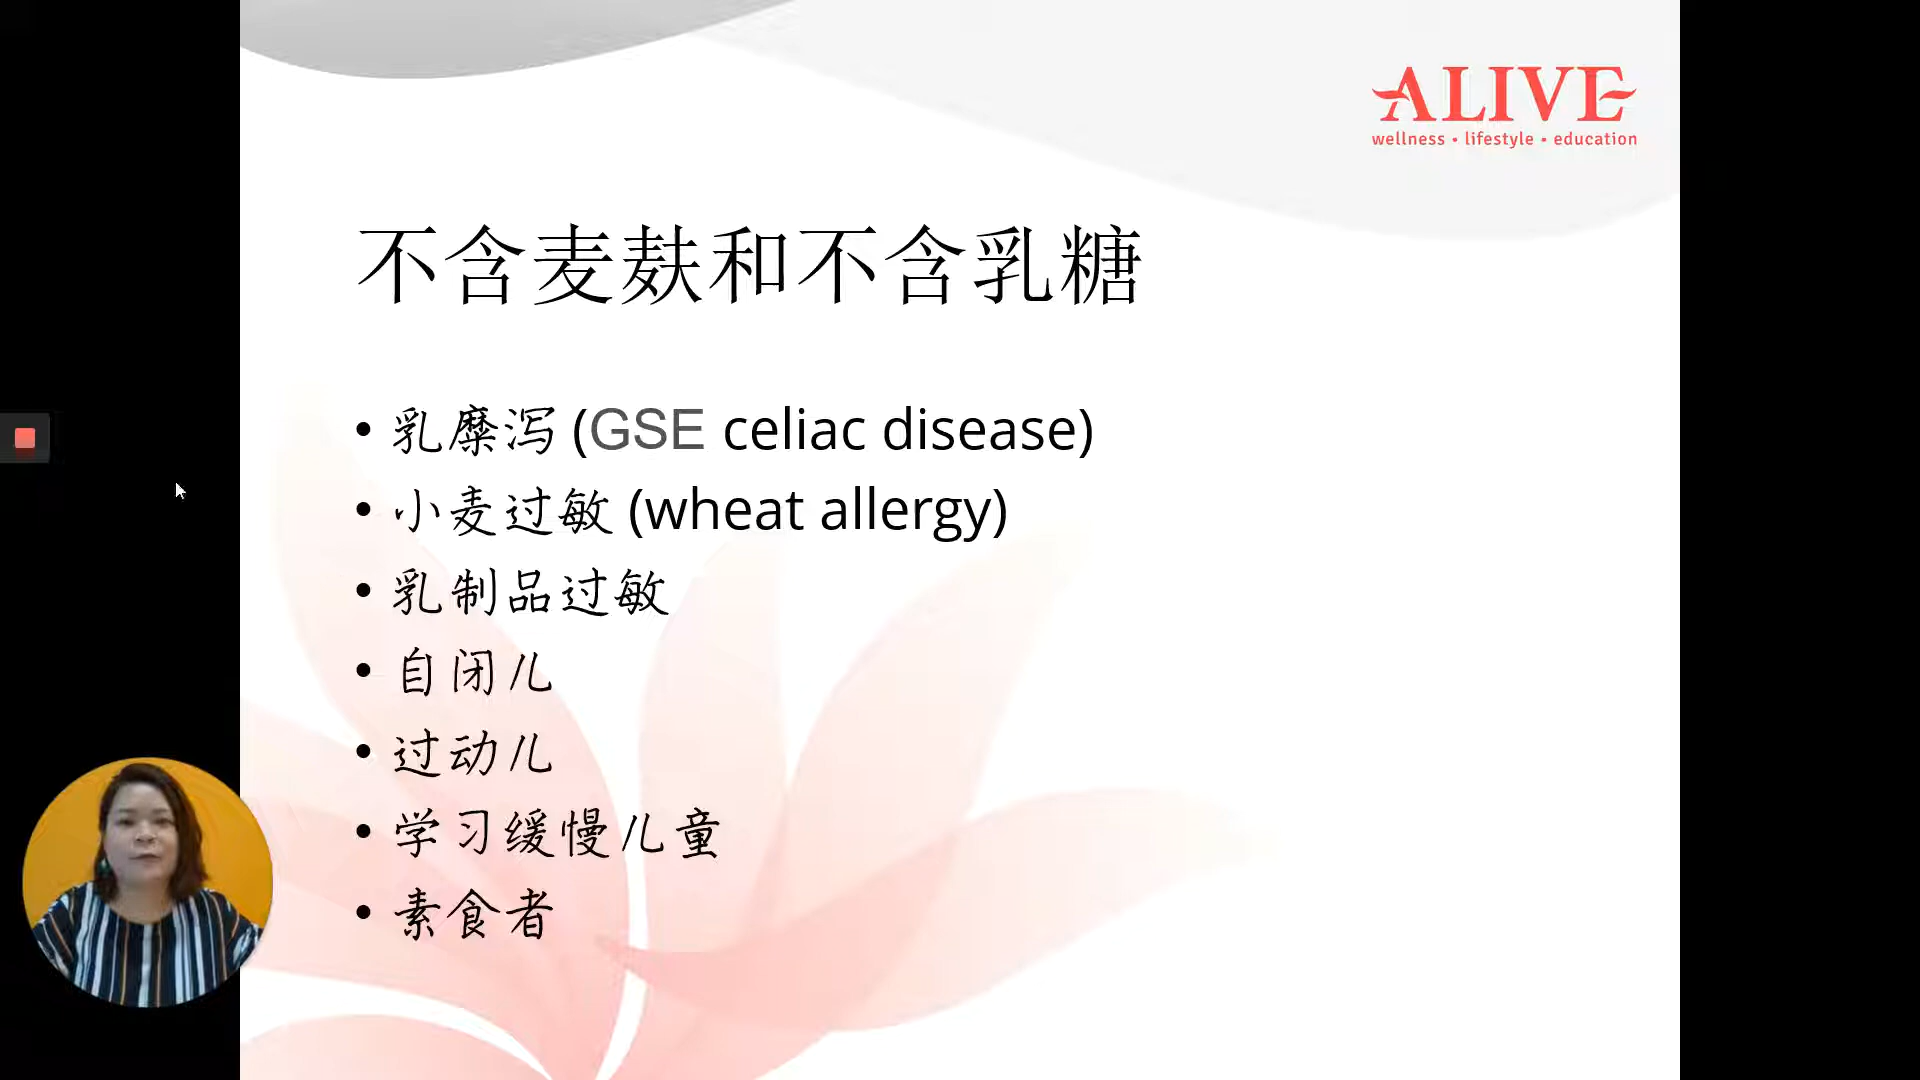 ALIVE
wellness • lifestyle • education
不含麦麸和不含乳糖
• 乳糜泻 (GSE celiac disease)
• 小麦过敏 (wheat allergy)
• 乳制品过敏
• 自闭儿
• 过动儿
• 学习缓慢儿童
• 素食者